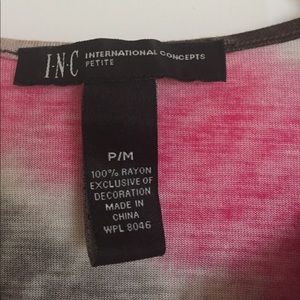 I·N·C INTERNATIONAL CONCEPTS
PETITE
P/M
100% RAYON
EXCLUSIVE OF
DECORATION
MADE IN
CHINA
WPL 8046